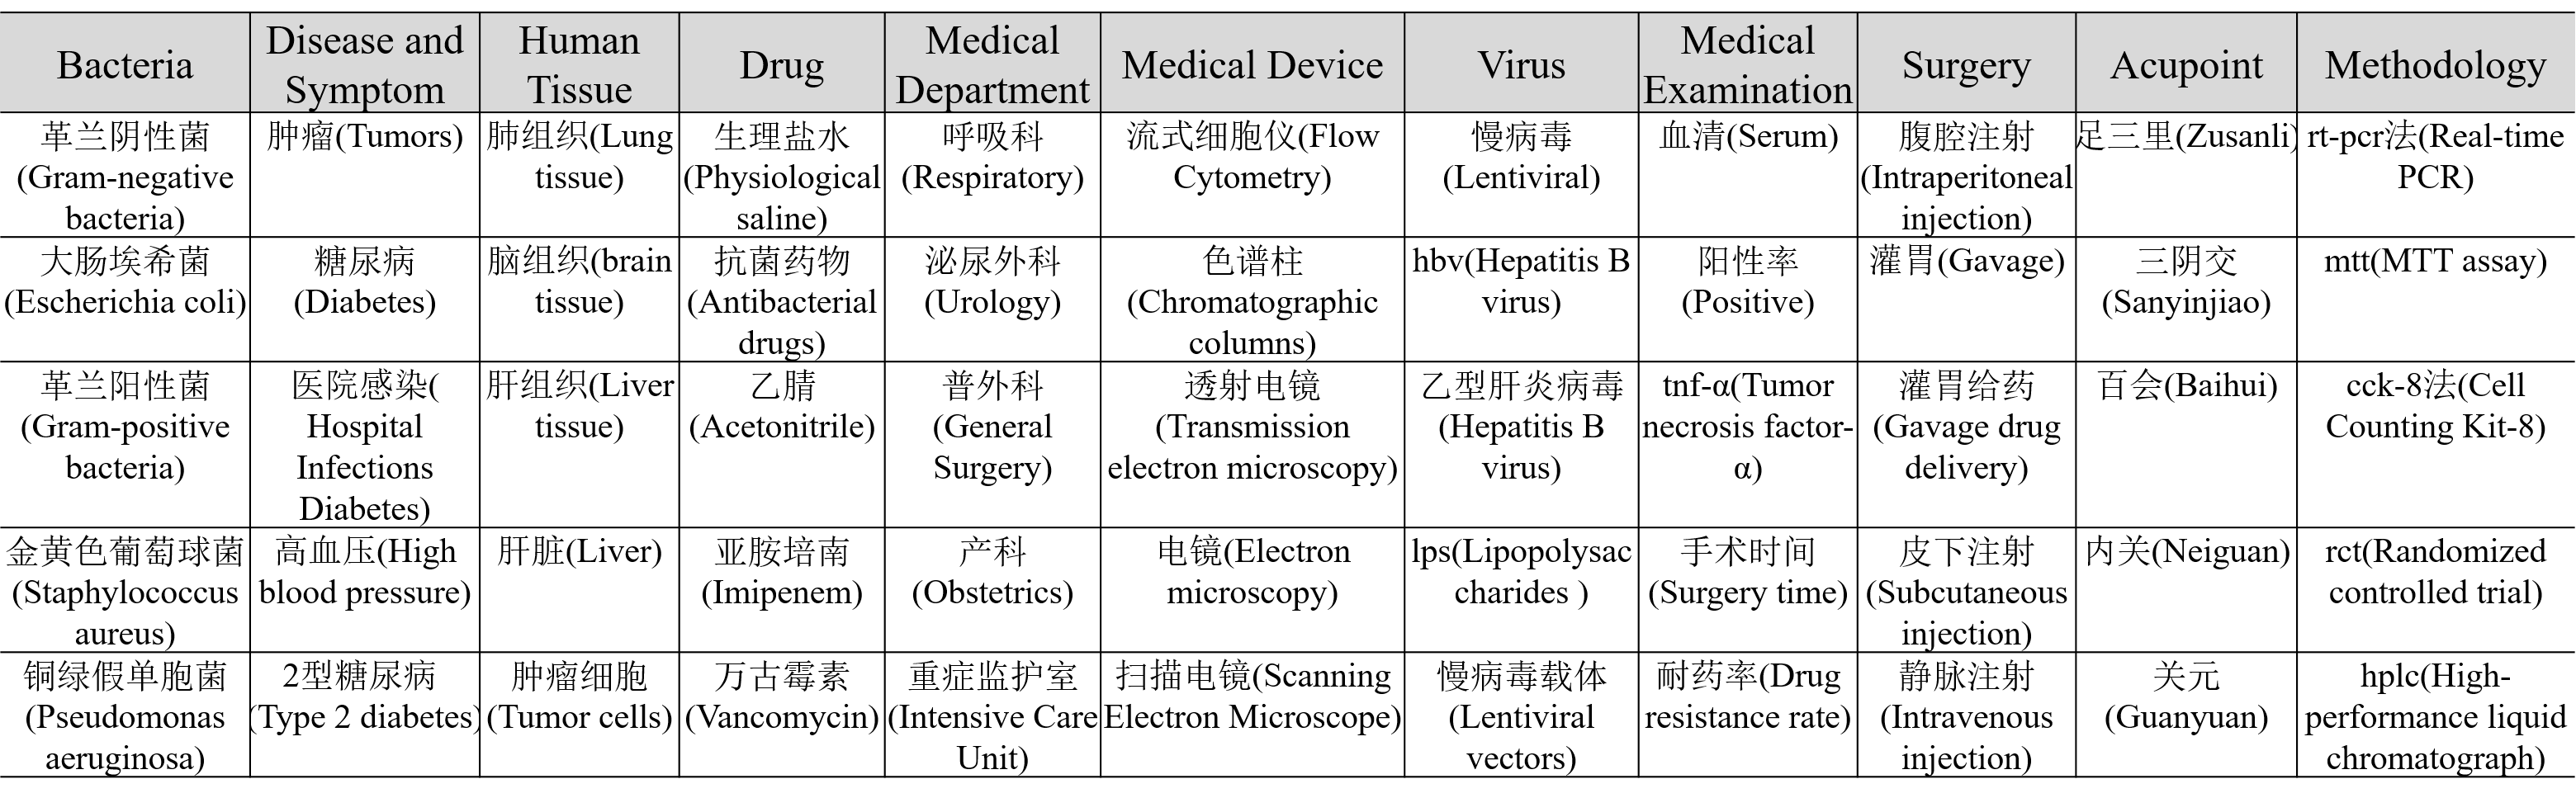 Bacteria
Disease and
Symptom
Human
Tissue
Drug
Medical
Department
Medical Device
Virus
Medical
Examination
Surgery
Acupoint
Methodology
革兰阴性菌
(Gram-negative
bacteria)
肿瘤(Tumors)
肺组织(Lung
tissue)
生理盐水
(Physiological
saline)
呼吸科
(Respiratory)
流式细胞仪(Flow
Cytometry)
慢病毒
(Lentiviral)
血清(Serum)
腹腔注射
(Intraperitoneal
injection)
足三里(Zusanli)
rt-pcr法(Real-time
PCR)
大肠埃希菌
(Escherichia coli)
糖尿病
(Diabetes)
脑组织(brain
tissue)
抗菌药物
(Antibacterial
drugs)
泌尿外科
(Urology)
色谱柱
(Chromatographic
columns)
hbv(Hepatitis B
virus)
阳性率
(Positive)
灌胃(Gavage)
三阴交
(Sanyinjiao)
mtt(MTT assay)
革兰阳性菌
(Gram-positive
bacteria)
医院感染(
Hospital
Infections
Diabetes)
肝组织(Liver
tissue)
乙腈
(Acetonitrile)
普外科
(General
Surgery)
透射电镜
(Transmission
electron microscopy)
乙型肝炎病毒
(Hepatitis B
virus)
tnf-α(Tumor
necrosis factor-
α)
灌胃给药
(Gavage drug
delivery)
百会(Baihui)
cck-8法(Cell
Counting Kit-8)
金黄色葡萄球菌
(Staphylococcus
aureus)
高血压(High
blood pressure)
肝脏(Liver)
亚胺培南
(Imipenem)
产科
(Obstetrics)
电镜(Electron
microscopy)
lps(Lipopolysac
charides )
手术时间
(Surgery time)
皮下注射
(Subcutaneous
injection)
内关(Neiguan)
rct(Randomized
controlled trial)
铜绿假单胞菌
(Pseudomonas
aeruginosa)
2型糖尿病
(Type 2 diabetes)
肿瘤细胞
(Tumor cells)
万古霉素
(Vancomycin)
重症监护室
(Intensive Care
Unit)
扫描电镜(Scanning
Electron Microscope)
慢病毒载体
(Lentiviral
vectors)
耐药率(Drug
resistance rate)
静脉注射
(Intravenous
injection)
关元
(Guanyuan)
hplc(High-
performance liquid
chromatograph)